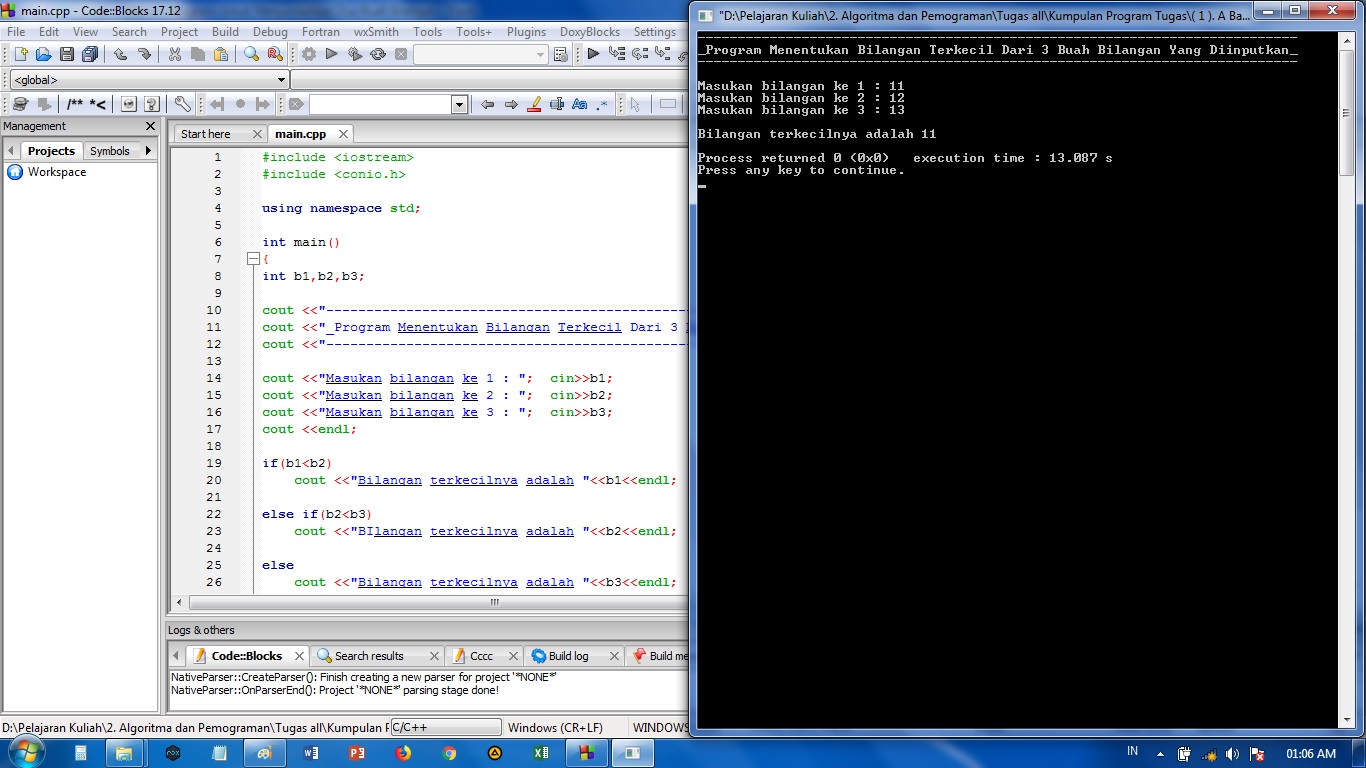 main.cpp - Code::Blocks 17.12
File Edit View Search Project Build Debug Fortran wxSmith Tools Tools+ Plugins DoxyBlocks Settings
<global>
/** *<
Aa .*
Management
Projects Symbols
Workspace
Start here main.cpp
1 #include <iostream>
2 #include <conio.h>
3
4 using namespace std;
5
6 int main()
7 {
8 int b1,b2,b3;
9
10 cout <<"---------------------------------------------
11 cout <<"_Program Menentukan Bilangan Terkecil Dari 3
12 cout <<"---------------------------------------------
13
14 cout <<"Masukan bilangan ke 1 : "; cin>>b1;
15 cout <<"Masukan bilangan ke 2 : "; cin>>b2;
16 cout <<"Masukan bilangan ke 3 : "; cin>>b3;
17 cout <<endl;
18
19 if(b1<b2)
20 cout <<"Bilangan terkecilnya adalah "<<b1<<endl;
21
22 else if(b2<b3)
23 cout <<"BIlangan terkecilnya adalah "<<b2<<endl;
24
25 else
26 cout <<"Bilangan terkecilnya adalah "<<b3<<endl;
Logs & others
Code::Blocks Search results Cccc Build log Build me
NativeParser::CreateParser(): Finish creating a new parser for project '*NONE*'
NativeParser::OnParserEnd(): Project '*NONE*' parsing stage done!
D:\Pelajaran Kuliah\2. Algoritma dan Pemograman\Tugas all\Kumpulan P C/C++ Windows (CR+LF) WINDOWS
"D:\Pelajaran Kuliah\2. Algoritma dan Pemograman\Tugas all\Kumpulan Program Tugas\( 1 ). A Ba...
---------------------------------------------------------------------------
_Program Menentukan Bilangan Terkecil Dari 3 Buah Bilangan Yang Diinputkan_
---------------------------------------------------------------------------
Masukan bilangan ke 1 : 11
Masukan bilangan ke 2 : 12
Masukan bilangan ke 3 : 13
Bilangan terkecilnya adalah 11
Process returned 0 (0x0) execution time : 13.087 s
Press any key to continue.
IN 01:06 AM